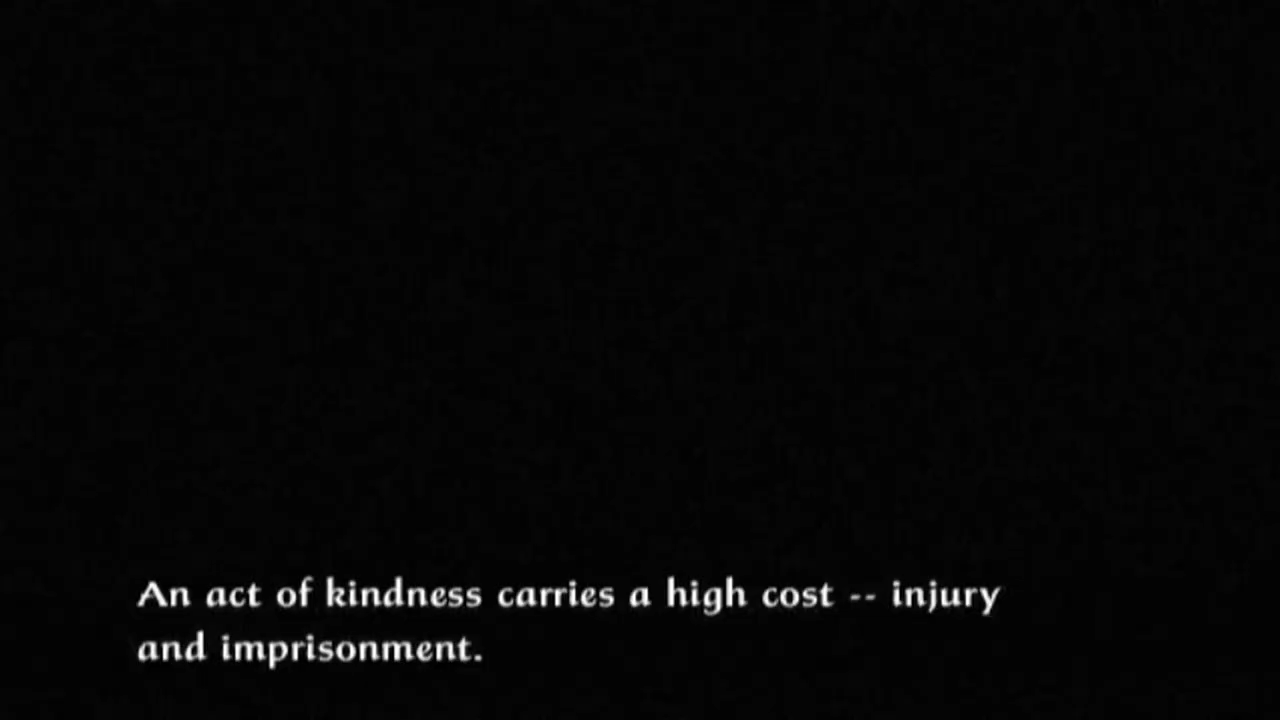 An act of kindness carries a high cost -- injury
and imprisonment.